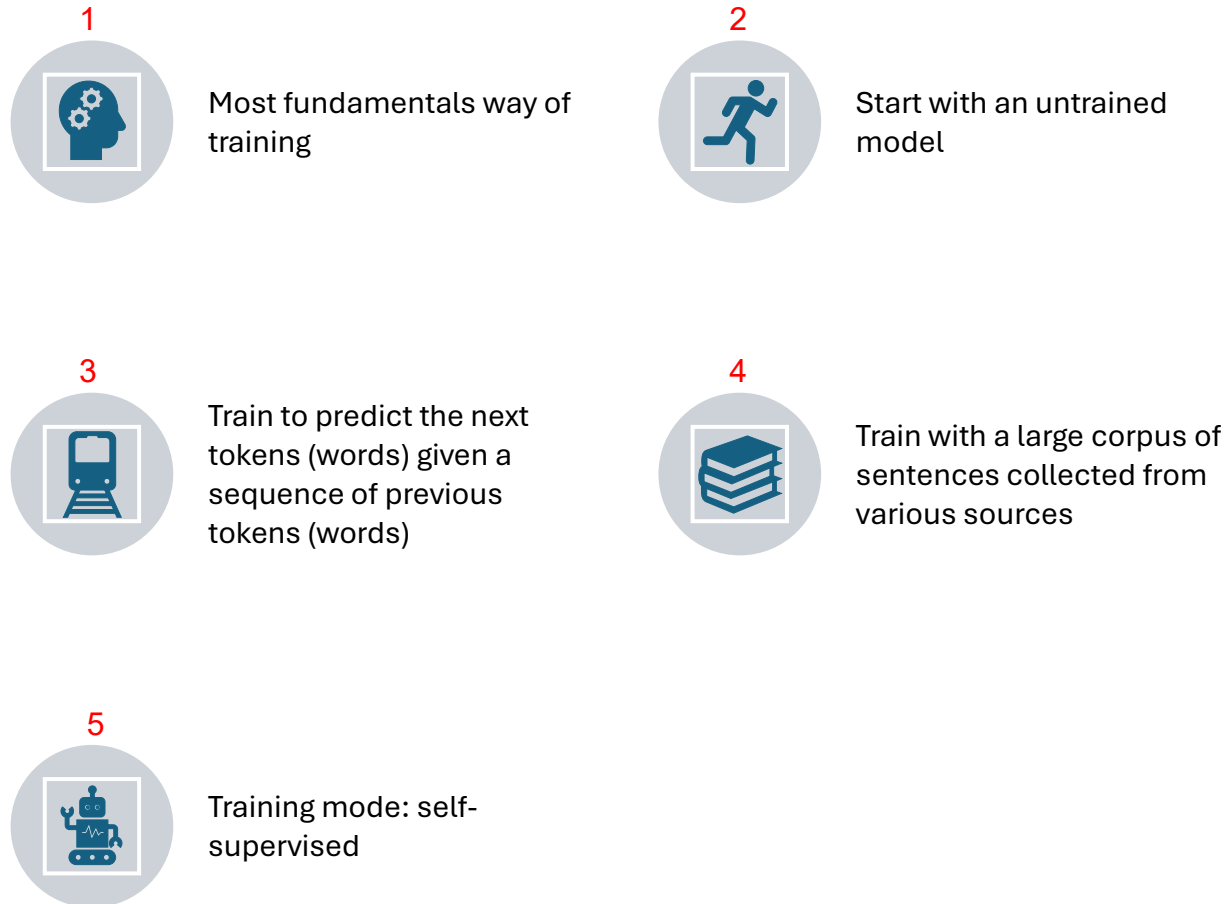 1
Most fundamentals way of
training
2
Start with an untrained
model
3
Train to predict the next
tokens (words) given a
sequence of previous
tokens (words)
4
Train with a large corpus of
sentences collected from
various sources
5
Training mode: self-
supervised